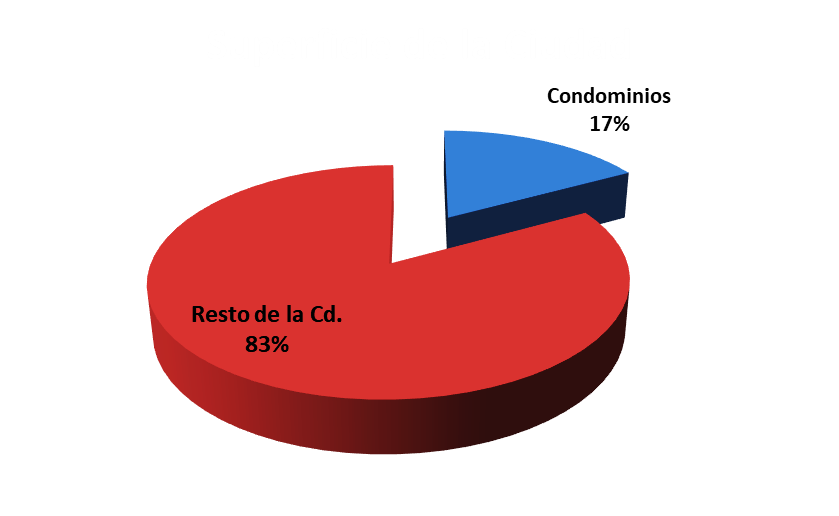 Condominios
17%
Resto de la Cd.
83%